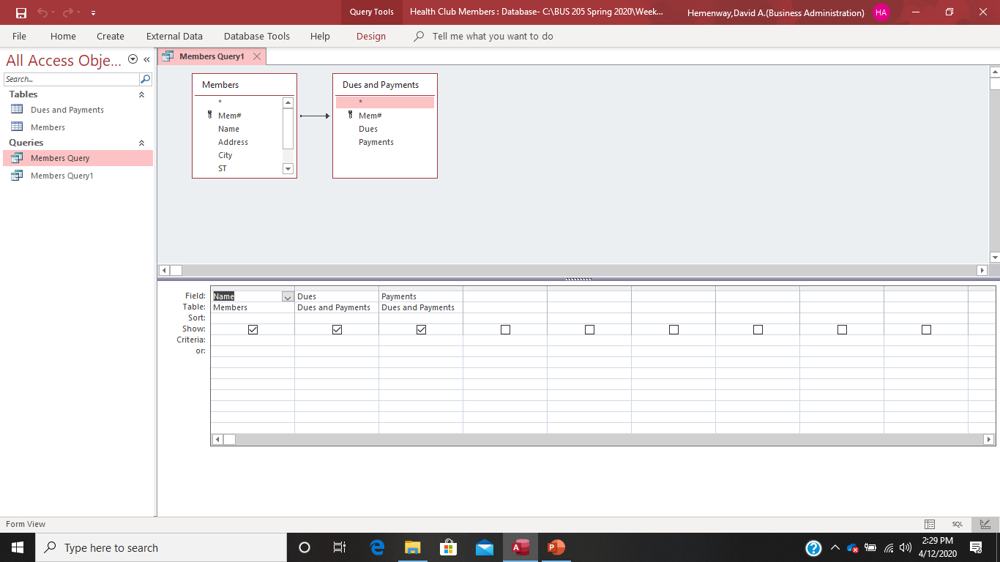 Query Tools
Health Club Members : Database- C:\BUS 205 Spring 2020\Week...
Hemenway,David A.(Business Administration)
HA
File Home Create External Data Database Tools Help Design Tell me what you want to do
All Access Obje...
Search...
Tables
Dues and Payments
Members
Queries
Members Query
Members Query1
Members Query1
Members
*
Mem#
Name
Address
City
ST
Dues and Payments
*
Mem#
Dues
Payments
Field: Name Dues Payments
Table: Members Dues and Payments Dues and Payments
Sort:
Show:
Criteria:
or:
Form View
SQL
Type here to search
2:29 PM
4/12/2020